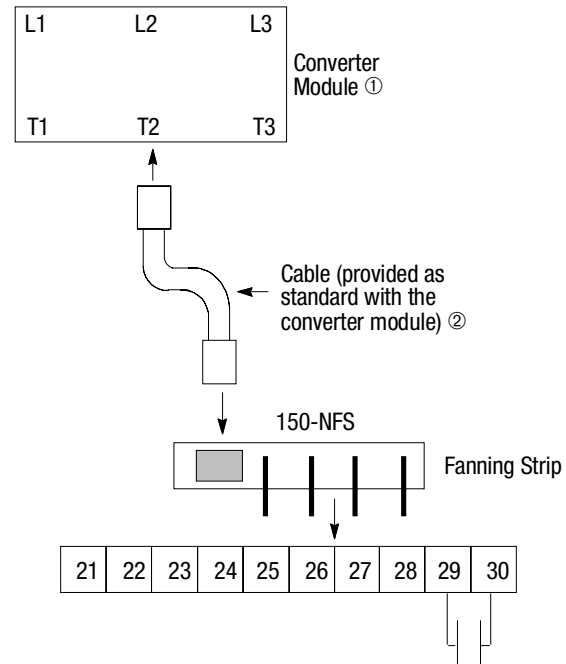 L1 L2 L3
Converter
Module ①
T1 T2 T3
Cable (provided as
standard with the
converter module) ②
150-NFS
Fanning Strip
21 22 23 24 25 26 27 28 29 30